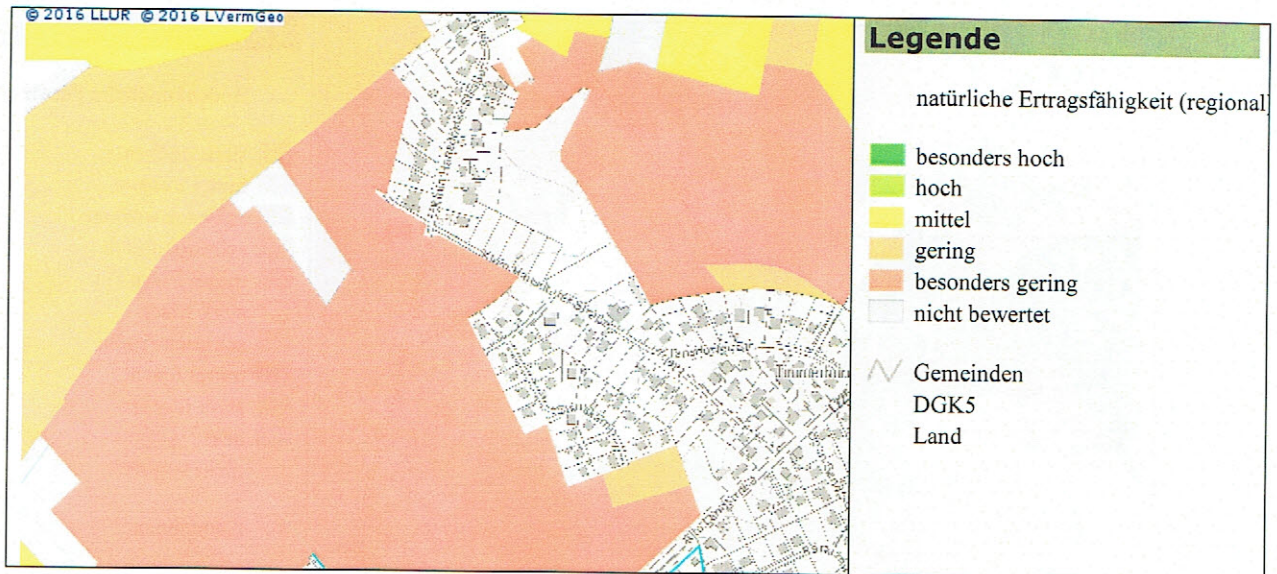 © 2016 LLUR © 2016 LVermGeo
Legende
natürliche Ertragsfähigkeit (regional
besonders hoch
hoch
mittel
gering
besonders gering
nicht bewertet
Gemeinden
DGK5
Land